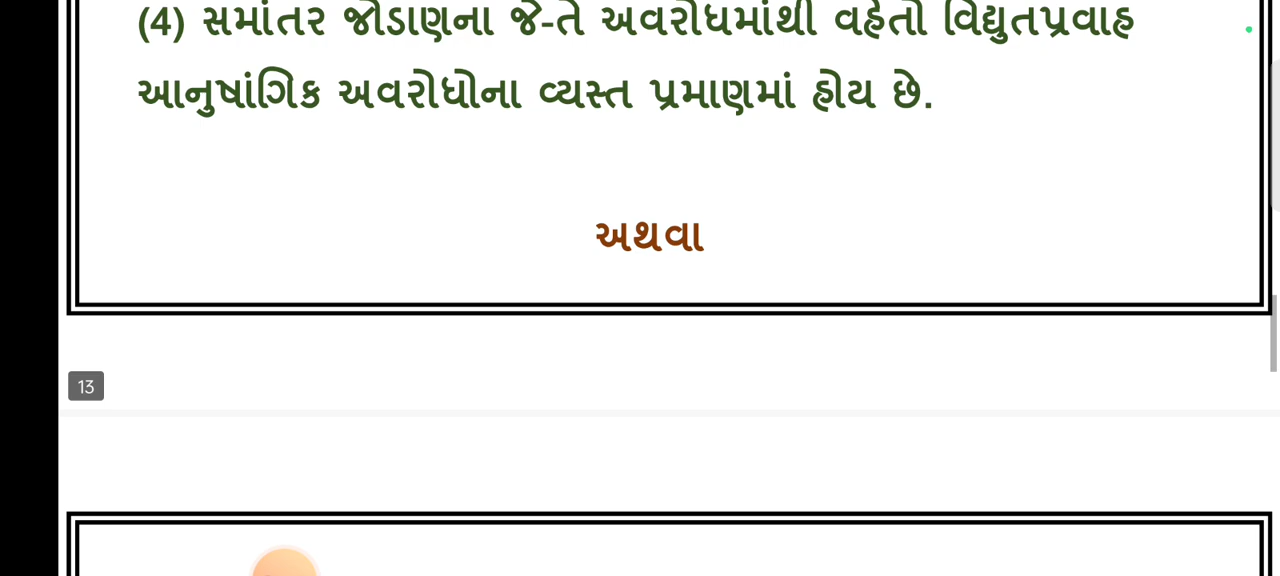 (4) સમાંતર જોડાણના જે-તે અવરોધમાંથી વહેતો વિદ્યુતપ્રવાહ
આનુષાંગિક અવરોધોના વ્યસ્ત પ્રમાણમાં હોય છે.
અથવા
13